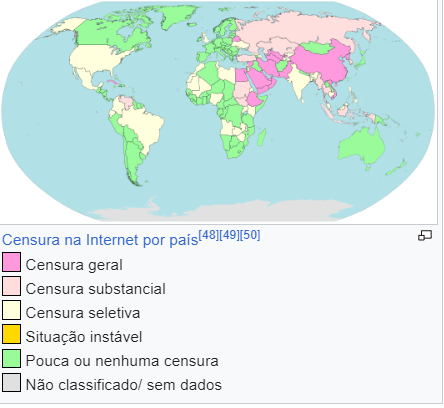 Censura na Internet por país[48][49][50]
Censura geral
Censura substancial
Censura seletiva
Situação instável
Pouca ou nenhuma censura
Não classificado/ sem dados